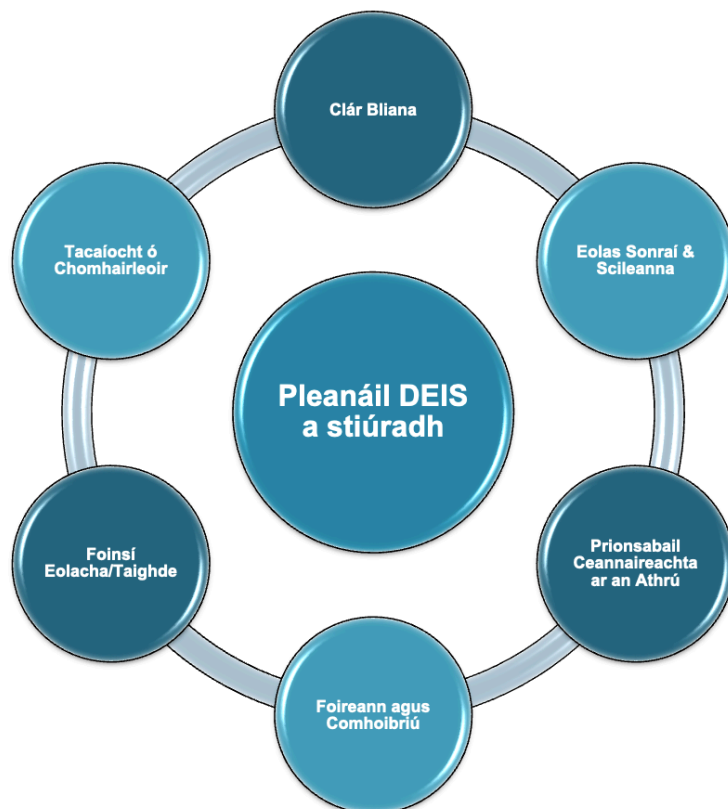 Clár Bliana
Tacaíocht ó
Chomhairleoir
Eolas Sonraí &
Scileanna
Pleanáil DEIS
a stiúradh
Foinsí
Eolacha/Taighde
Prionsabail
Ceannaireachta
ar an Athrú
Foireann agus
Comhoibriú